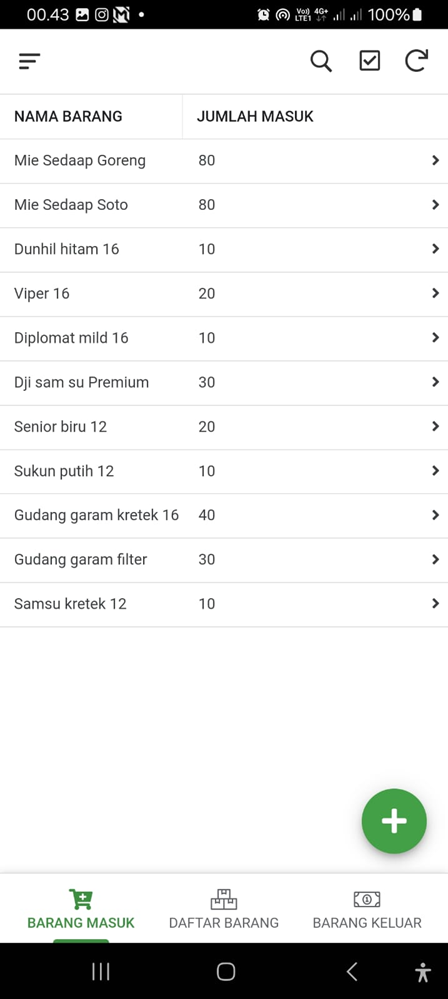 00.43 Vo)) LTE1 4G+ 100%
NAMA BARANG JUMLAH MASUK
Mie Sedaap Goreng 80
Mie Sedaap Soto 80
Dunhil hitam 16 10
Viper 16 20
Diplomat mild 16 10
Dji sam su Premium 30
Senior biru 12 20
Sukun putih 12 10
Gudang garam kretek 16 40
Gudang garam filter 30
Samsu kretek 12 10
BARANG MASUK DAFTAR BARANG BARANG KELUAR